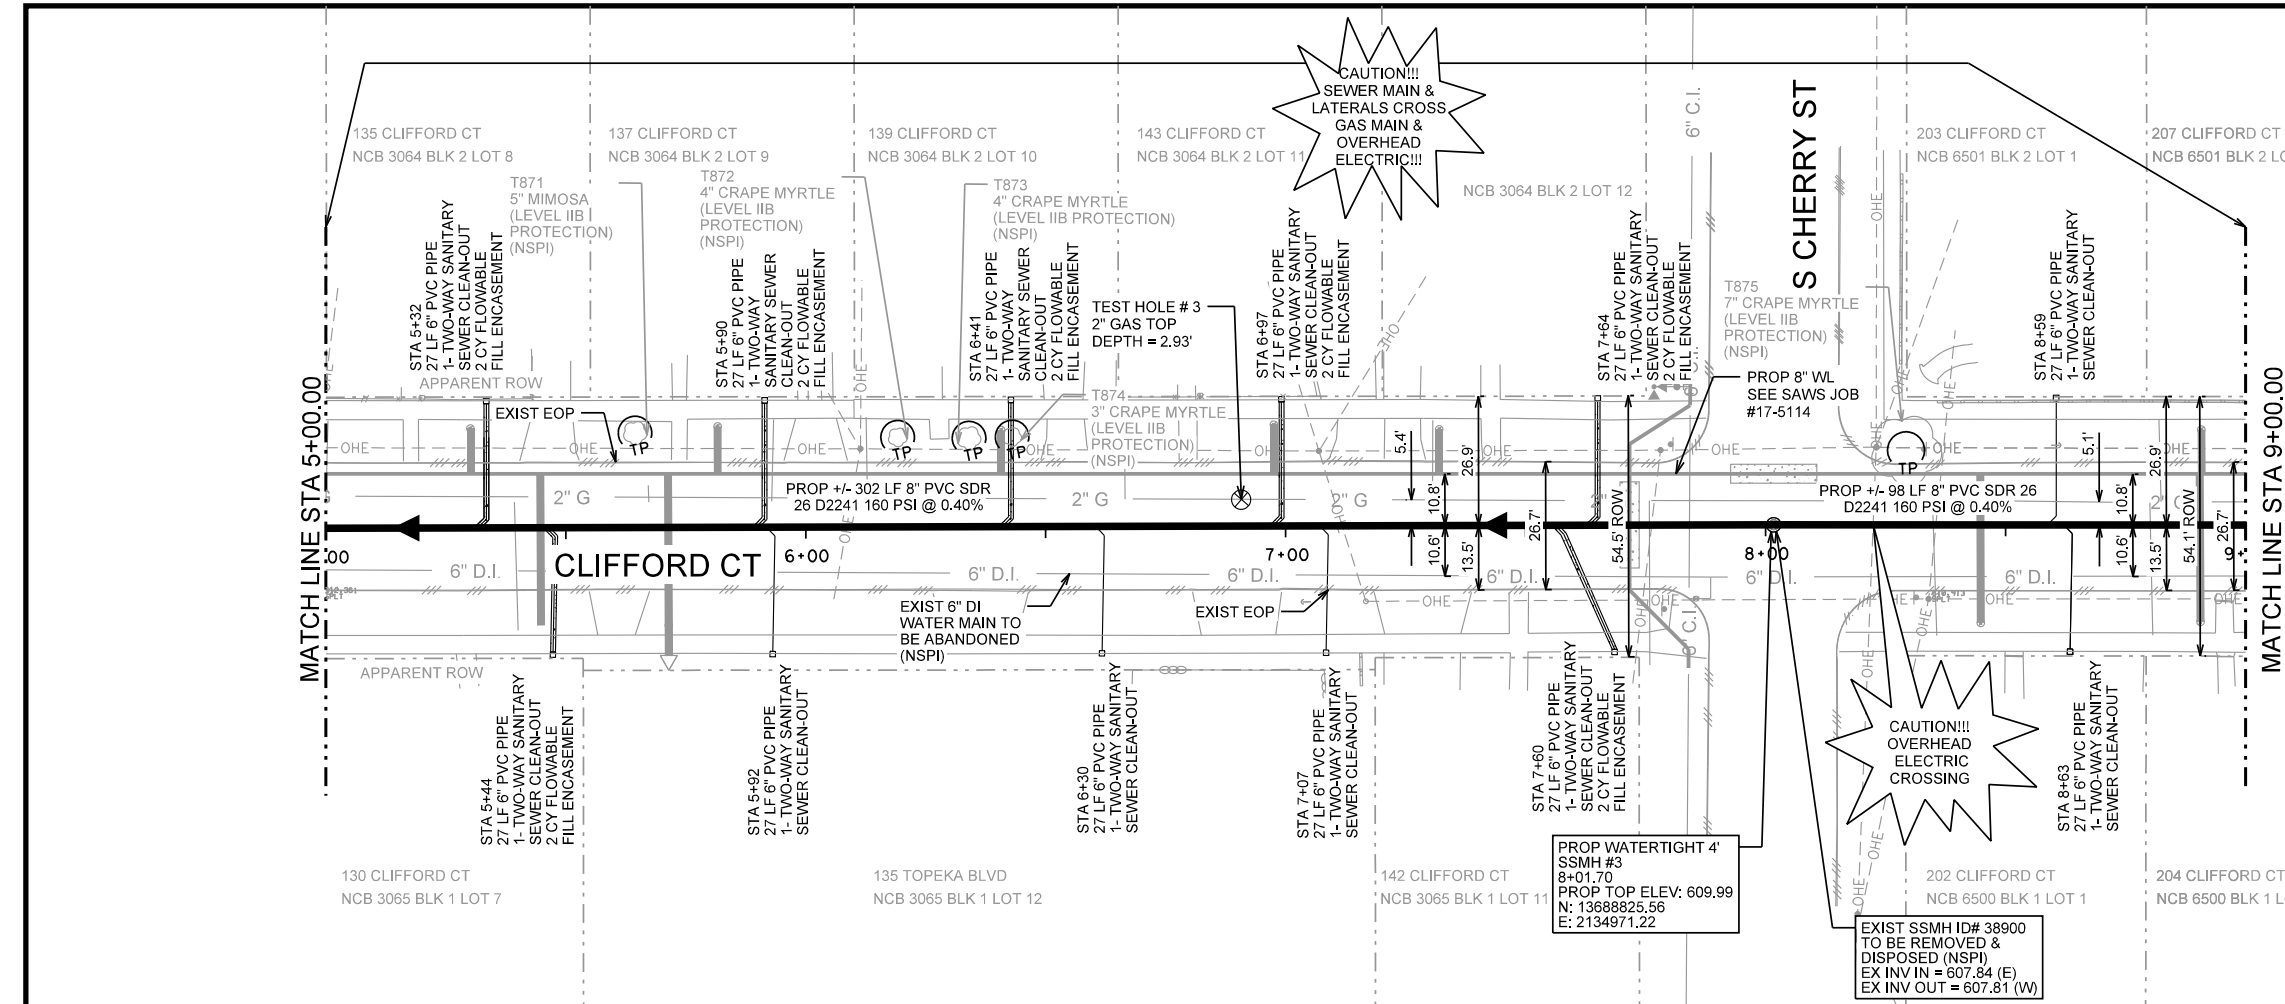 CAUTION!!!
SEWER MAIN &
LATERALS CROSS
GAS MAIN &
OVERHEAD
ELECTRIC!!!
135 CLIFFORD CT
NCB 3064 BLK 2 LOT 8
137 CLIFFORD CT
NCB 3064 BLK 2 LOT 9
139 CLIFFORD CT
NCB 3064 BLK 2 LOT 10
143 CLIFFORD CT
NCB 3064 BLK 2 LOT 11
NCB 3064 BLK 2 LOT 12
6" C.I.
S CHERRY ST
203 CLIFFORD CT
NCB 6501 BLK 2 LOT 1
207 CLIFFORD CT
NCB 6501 BLK 2 LO
T871
5" MIMOSA
(LEVEL IIB
PROTECTION)
(NSPI)
T872
4" CRAPE MYRTLE
(LEVEL IIB
PROTECTION)
(NSPI)
T873
4" CRAPE MYRTLE
(LEVEL IIB PROTECTION)
(NSPI)
T874
3" CRAPE MYRTLE
(LEVEL IIB
PROTECTION)
(NSPI)
T875
7" CRAPE MYRTLE
(LEVEL IIB
PROTECTION)
(NSPI)
STA 5+32
27 LF 6" PVC PIPE
1- TWO-WAY SANITARY
SEWER CLEAN-OUT
2 CY FLOWABLE
FILL ENCASEMENT
STA 5+90
27 LF 6" PVC PIPE
1- TWO-WAY
SANITARY SEWER
CLEAN-OUT
2 CY FLOWABLE
FILL ENCASEMENT
STA 6+41
27 LF 6" PVC PIPE
1- TWO-WAY
SANITARY SEWER
CLEAN-OUT
2 CY FLOWABLE
FILL ENCASEMENT
TEST HOLE # 3
2" GAS TOP
DEPTH = 2.93'
STA 6+97
27 LF 6" PVC PIPE
1- TWO-WAY SANITARY
SEWER CLEAN-OUT
2 CY FLOWABLE
FILL ENCASEMENT
STA 7+64
27 LF 6" PVC PIPE
1- TWO-WAY SANITARY
SEWER CLEAN-OUT
2 CY FLOWABLE
FILL ENCASEMENT
STA 8+59
27 LF 6" PVC PIPE
1- TWO-WAY SANITARY
SEWER CLEAN-OUT
PROP 8" WL
SEE SAWS JOB
#17-5114
MATCH LINE STA 5+00.00
APPARENT ROW
EXIST EOP
OHE
OHE
OHE
OHE
OHE
OHE
OHE
OHE
OHE
OHE
TP
TP
TP
TP
TP
2" G
2" G
2" G
PROP +/- 302 LF 8" PVC SDR
26 D2241 160 PSI @ 0.40%
PROP +/- 98 LF 8" PVC SDR 26
D2241 160 PSI @ 0.40%
5.4'
26.9'
10.8'
26.7'
54.5' ROW
10.6'
13.5'
5.1'
26.9'
10.8'
54.1' ROW
26.7'
10.6'
13.5'
MATCH LINE STA 9+00.00
00
CLIFFORD CT
6+00
7+00
8+00
9+
6" D.I.
6" D.I.
6" D.I.
6" D.I.
6" D.I.
6" D.I.
EXIST 6" DI
WATER MAIN TO
BE ABANDONED
(NSPI)
EXIST EOP
OHE
OHE
OHE
OHE
OHE
APPARENT ROW
STA 5+44
27 LF 6" PVC PIPE
1- TWO-WAY SANITARY
SEWER CLEAN-OUT
2 CY FLOWABLE
FILL ENCASEMENT
STA 5+92
27 LF 6" PVC PIPE
1- TWO-WAY SANITARY
SEWER CLEAN-OUT
STA 6+30
27 LF 6" PVC PIPE
1- TWO-WAY SANITARY
SEWER CLEAN-OUT
STA 7+07
27 LF 6" PVC PIPE
1- TWO-WAY SANITARY
SEWER CLEAN-OUT
STA 7+60
27 LF 6" PVC PIPE
1- TWO-WAY SANITARY
SEWER CLEAN-OUT
2 CY FLOWABLE
FILL ENCASEMENT
STA 8+63
27 LF 6" PVC PIPE
1- TWO-WAY SANITARY
SEWER CLEAN-OUT
CAUTION!!!
OVERHEAD
ELECTRIC
CROSSING
PROP WATERTIGHT 4'
SSMH #3
8+01.70
PROP TOP ELEV: 609.99
N: 13688825.56
E: 2134971.22
EXIST SSMH ID# 38900
TO BE REMOVED &
DISPOSED (NSPI)
EX INV IN = 607.84 (E)
EX INV OUT = 607.81 (W)
130 CLIFFORD CT
NCB 3065 BLK 1 LOT 7
135 TOPEKA BLVD
NCB 3065 BLK 1 LOT 12
142 CLIFFORD CT
NCB 3065 BLK 1 LOT 11
202 CLIFFORD CT
NCB 6500 BLK 1 LOT 1
204 CLIFFORD CT
NCB 6500 BLK 1 L